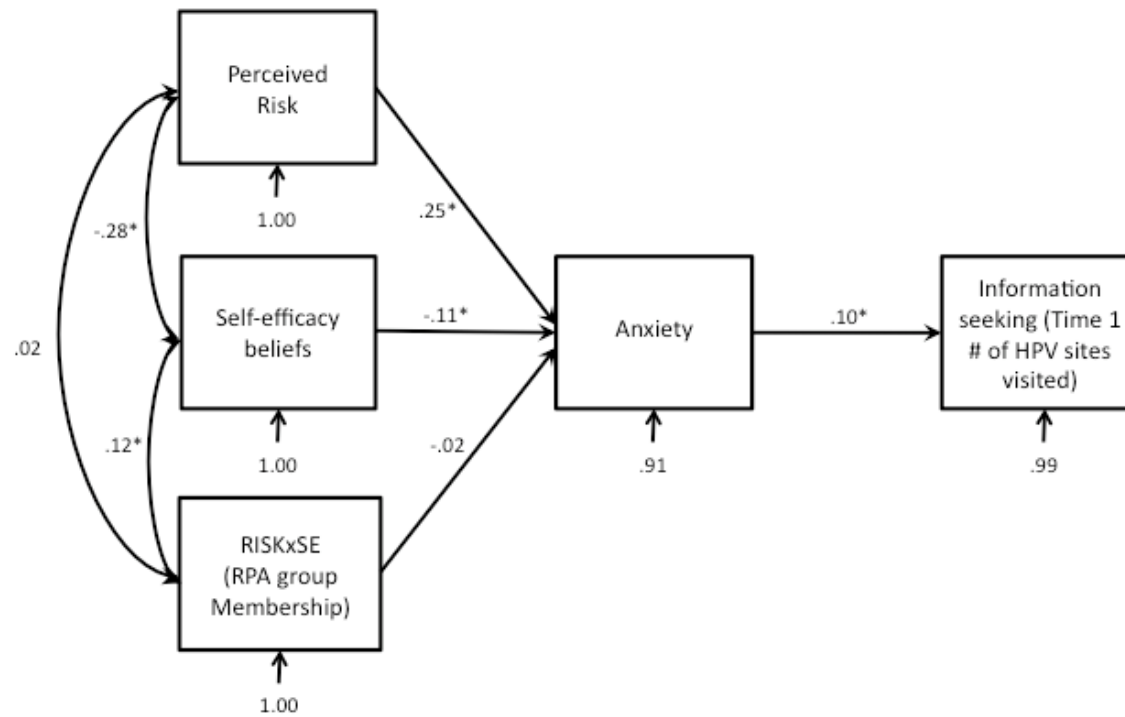 Perceived
Risk
1.00
.25*
-.28*
Self-efficacy
beliefs
-.11*
Anxiety
.10*
Information
seeking (Time 1
# of HPV sites
visited)
.02
.12*
1.00
-.02
.91
.99
RISKxSE
(RPA group
Membership)
1.00